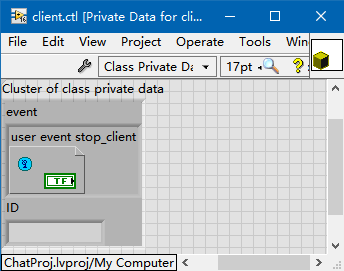 client.ctl [Private Data for cli...
File Edit View Project Operate Tools Win
Class Private Da
17pt
?
Cluster of class private data
event
user event stop_client
TF
ID
ChatProj.lvproj/My Computer